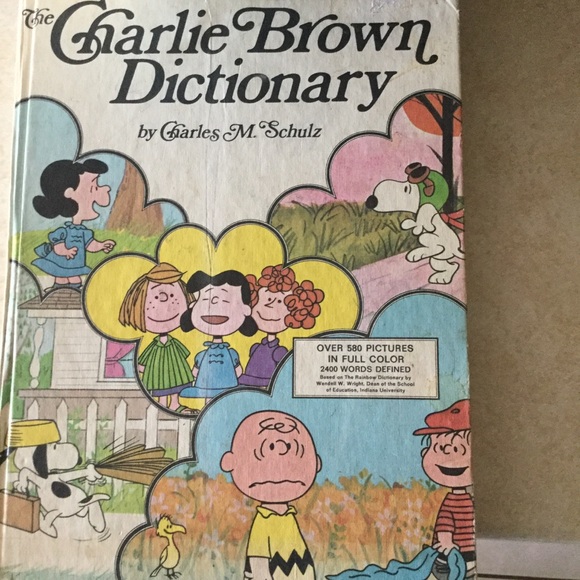 The Charlie Brown
Dictionary
by Charles M. Schulz
OVER 580 PICTURES
IN FULL COLOR
2400 WORDS DEFINED
Based on The Rainbow Dictionary by
Wendell W. Wright, Dean of the School
of Education, Indiana University